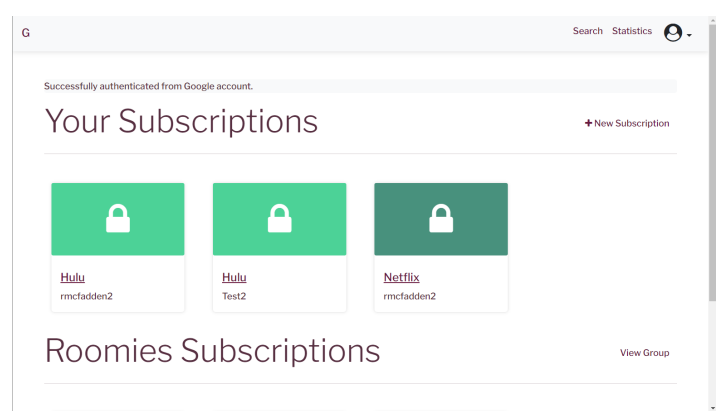 G
Search Statistics
Successfully authenticated from Google account.
Your Subscriptions
+ New Subscription
Hulu
rmcfadden2
Hulu
Test2
Netflix
rmcfadden2
Roomies Subscriptions
View Group